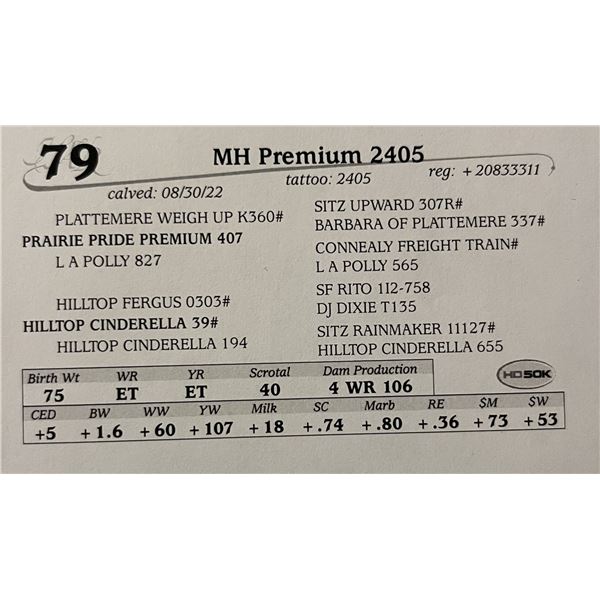 79
MH Premium 2405
calved: 08/30/22 tattoo: 2405 reg: +20833311
PLATTEMERE WEIGH UP K360#
PRAIRIE PRIDE PREMIUM 407
L A POLLY 827
HILLTOP FERGUS 0303#
HILLTOP CINDERELLA 39#
HILLTOP CINDERELLA 194
SITZ UPWARD 307R#
BARBARA OF PLATTEMERE 337#
CONNEALY FREIGHT TRAIN#
L A POLLY 565
SF RITO 1I2-758
DJ DIXIE T135
SITZ RAINMAKER 11127#
HILLTOP CINDERELLA 655
Birth Wt WR YR Scrotal Dam Production
75 ET ET 40 4 WR 106
HD50K
CED BW WW YW Milk SC Marb RE $M $W
+5 +1.6 +60 +107 +18 +.74 +.80 +.36 +73 +53